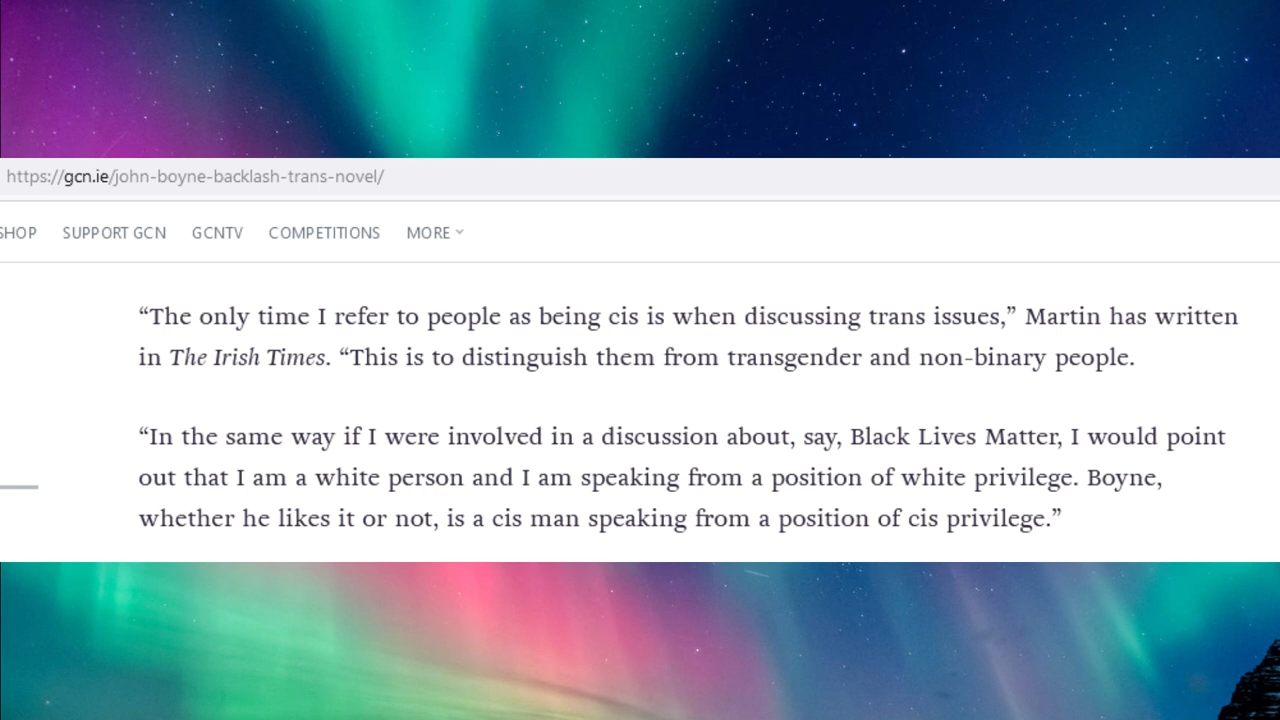 https://gcn.ie/john-boyne-backlash-trans-novel/
SHOP SUPPORT GCN GCNTV COMPETITIONS MORE
“The only time I refer to people as being cis is when discussing trans issues,” Martin has written
in The Irish Times. “This is to distinguish them from transgender and non-binary people.
“In the same way if I were involved in a discussion about, say, Black Lives Matter, I would point
out that I am a white person and I am speaking from a position of white privilege. Boyne,
whether he likes it or not, is a cis man speaking from a position of cis privilege.”